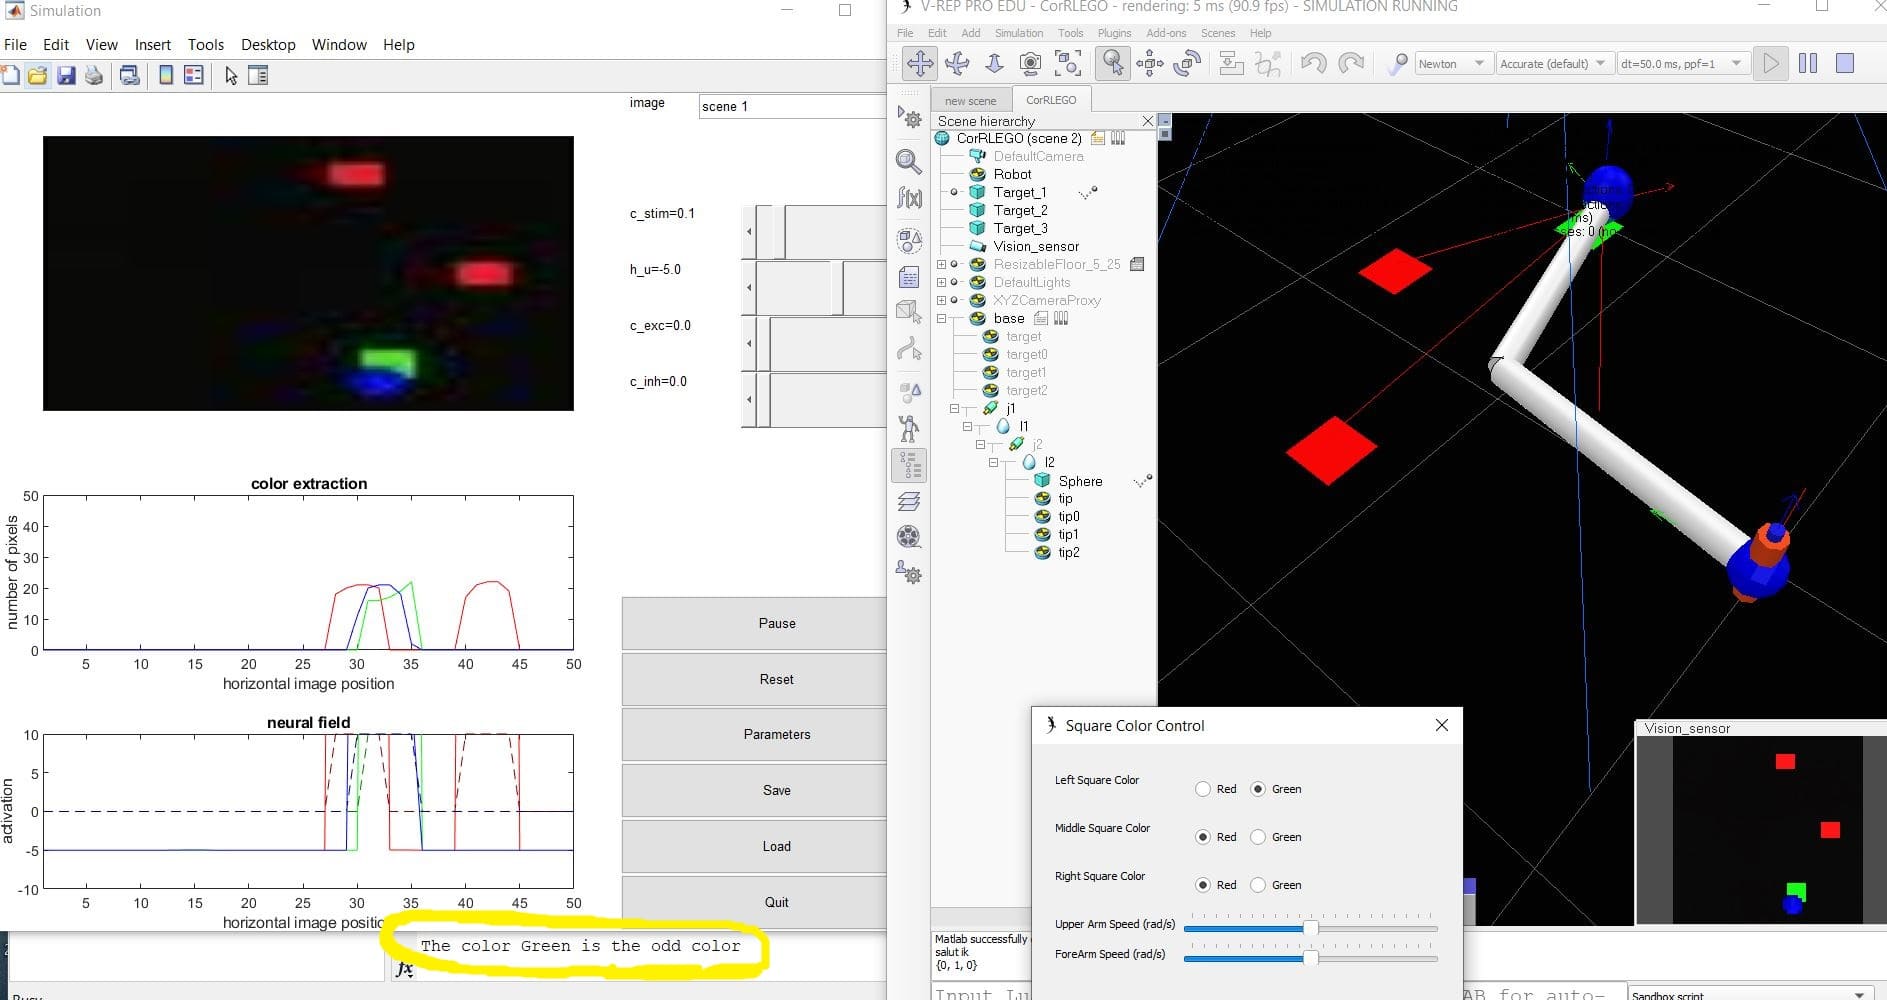 Simulation
File Edit View Insert Tools Desktop Window Help
image
scene 1
c_stim=0.1
h_u=-5.0
c_exc=0.0
c_inh=0.0
color extraction
number of pixels
50
40
30
20
10
0
5 10 15 20 25 30 35 40 45 50
horizontal image position
neural field
activation
10
5
0
-5
-10
5 10 15 20 25 30 35 40 45 50
horizontal image positic
Pause
Reset
Parameters
Save
Load
Quit
The color Green is the odd color
fx
V-REP PRO EDU - CorRLEGO - rendering: 5 ms (90.9 fps) - SIMULATION RUNNING
File Edit Add Simulation Tools Plugins Add-ons Scenes Help
Newton Accurate (default) dt=50.0 ms, ppf=1
new scene CorRLEGO
Scene hierarchy
CorRLEGO (scene 2)
DefaultCamera
Robot
Target_1
Target_2
Target_3
Vision_sensor
ResizableFloor_5_25
DefaultLights
XYZCameraProxy
base
target
target0
target1
target2
j1
l1
j2
l2
Sphere
tip
tip0
tip1
tip2
f(x)
ms)
ses: 0 (no
Square Color Control
Left Square Color Red Green
Middle Square Color Red Green
Right Square Color Red Green
Upper Arm Speed (rad/s)
ForeArm Speed (rad/s)
Vision_sensor
Matlab successfully
salut ik
{0, 1, 0}
Input Lu
AB for auto-
Sandbox script
Busy